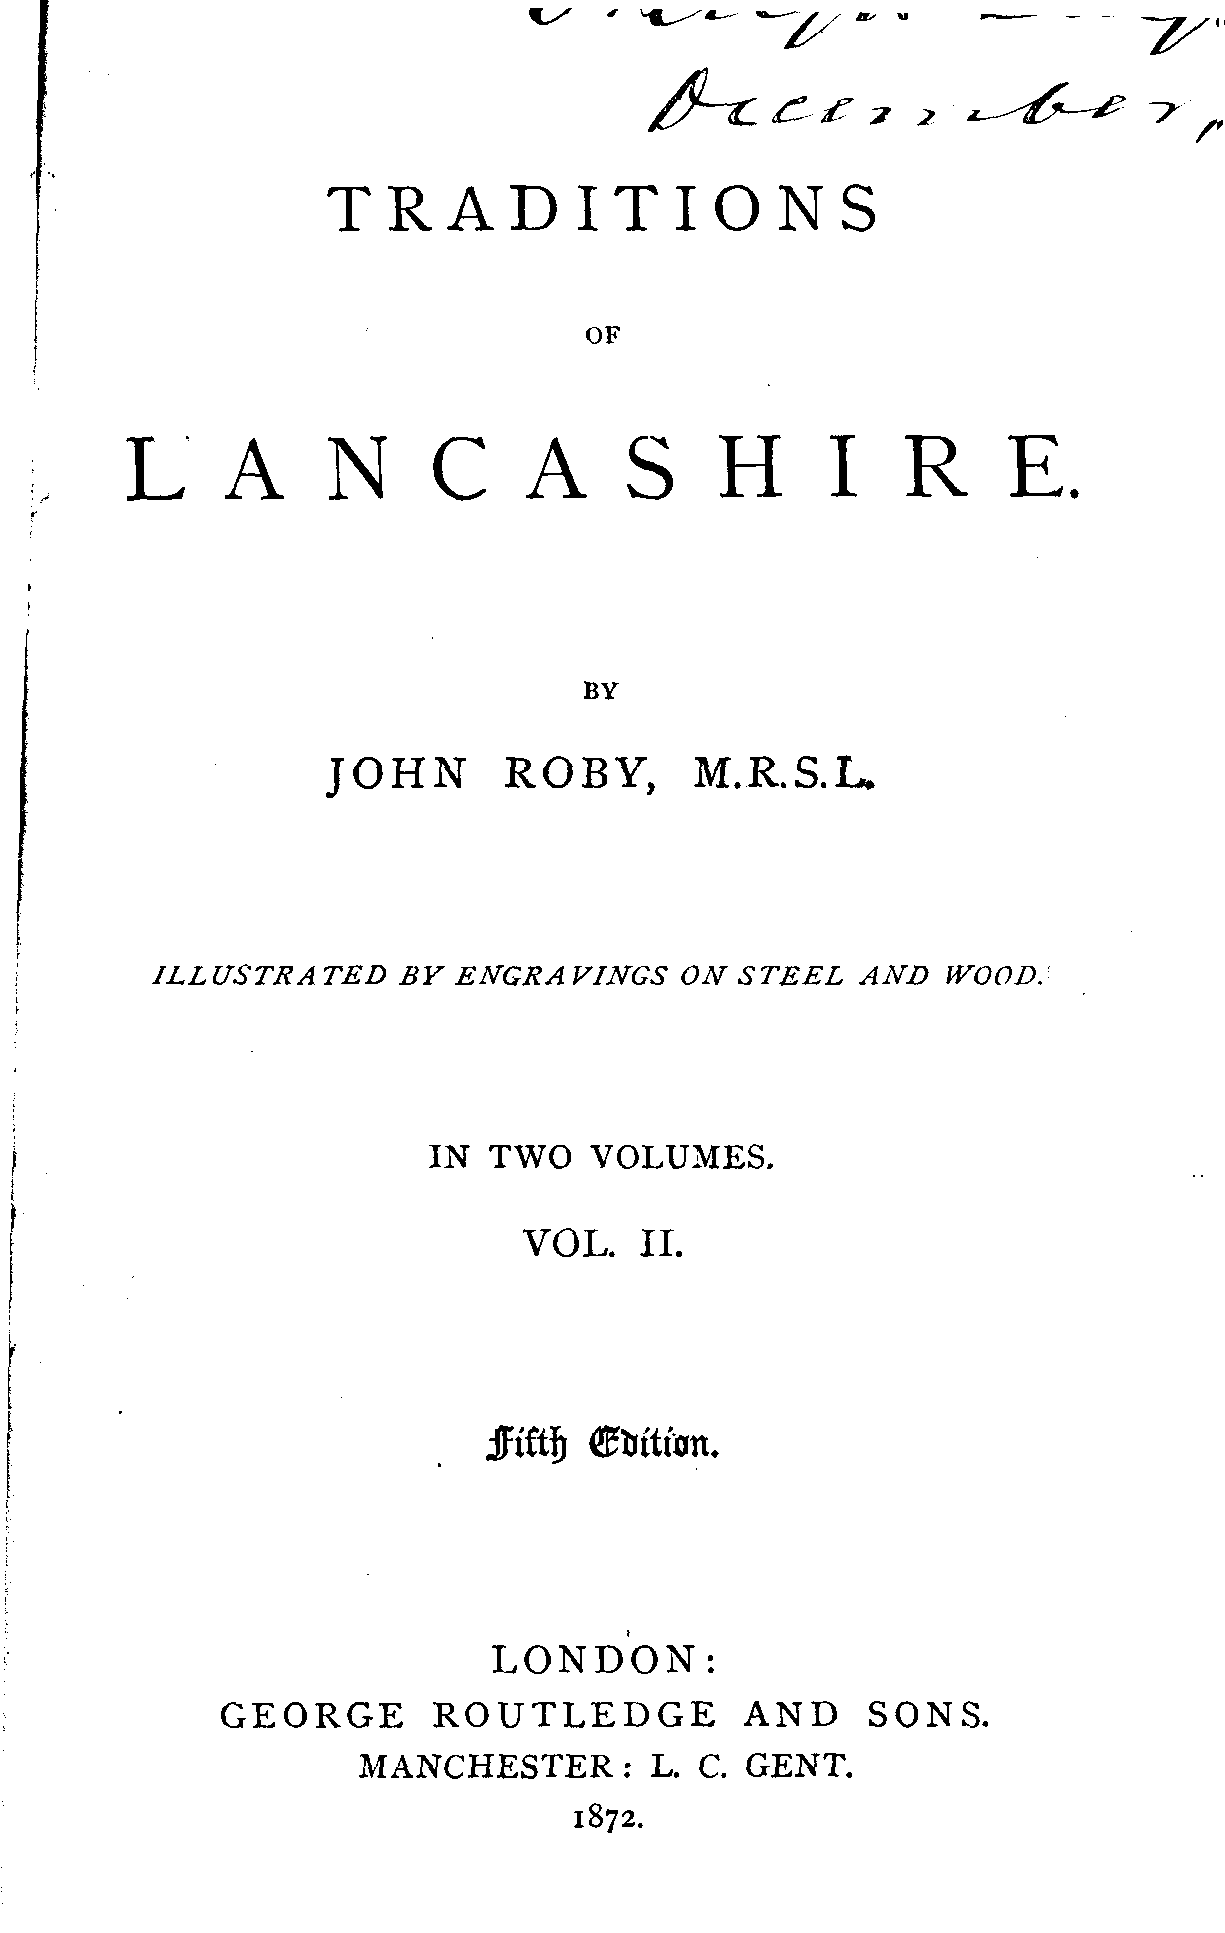 December,
TRADITIONS
OF
LANCASHIRE.
BY
JOHN ROBY, M.R.S.L.
ILLUSTRATED BY ENGRAVINGS ON STEEL AND WOOD.
IN TWO VOLUMES.
VOL. II.
Fifth Edition.
LONDON:
GEORGE ROUTLEDGE AND SONS.
MANCHESTER: L. C. GENT.
1872.